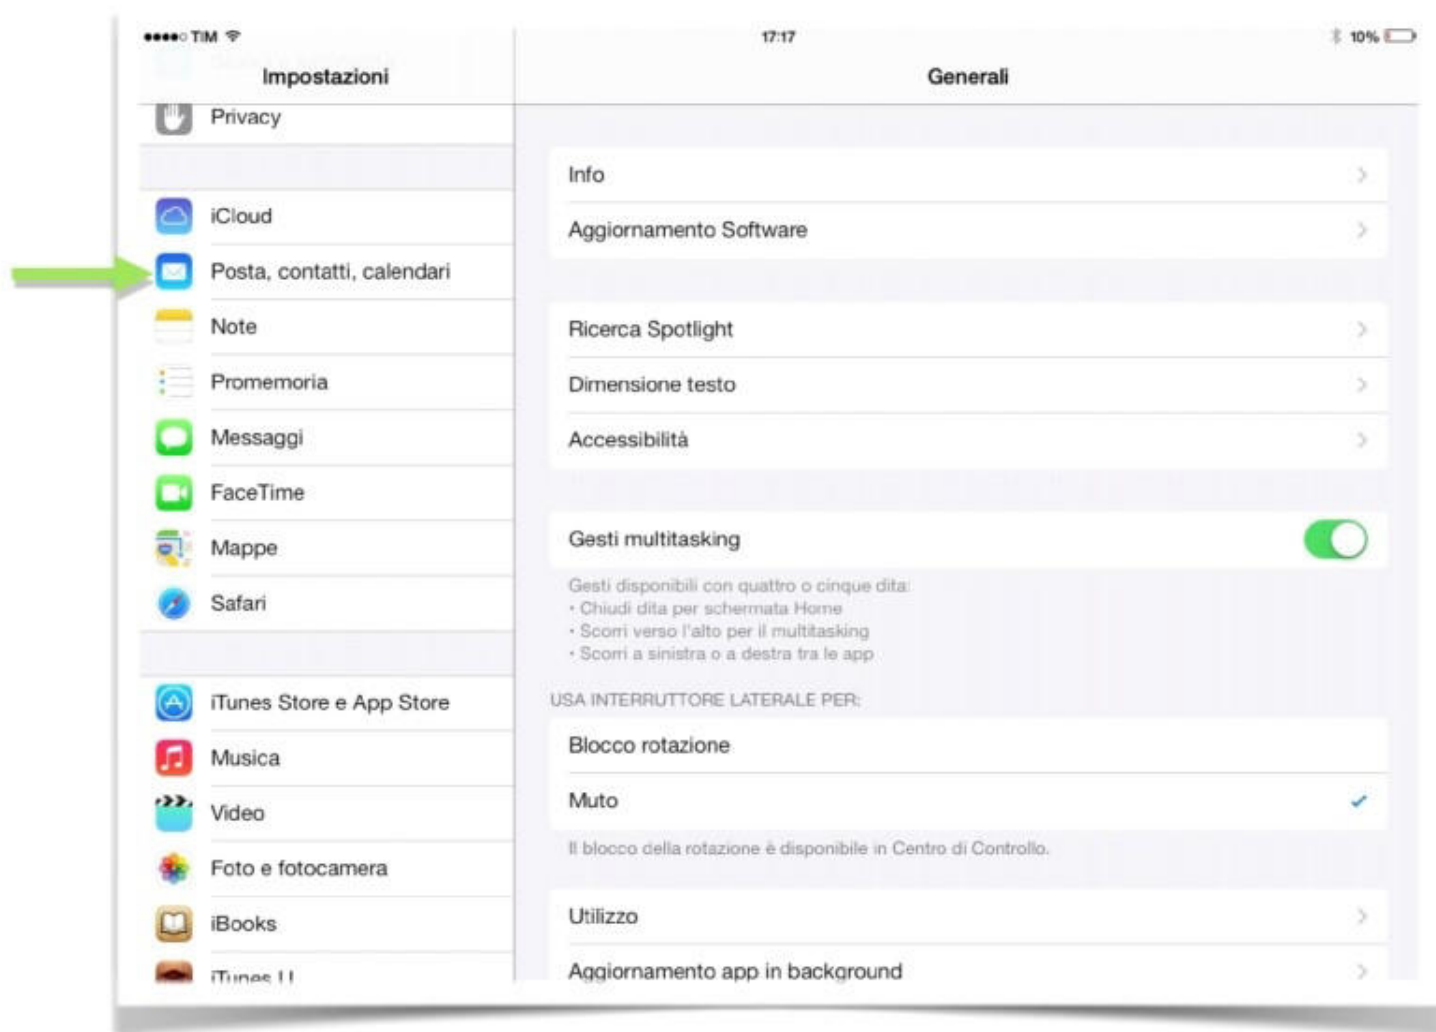 TIM
17:17
10%
Impostazioni
Generali
Privacy
iCloud
Posta, contatti, calendari
Note
Promemoria
Messaggi
FaceTime
Mappe
Safari
iTunes Store e App Store
Musica
Video
Foto e fotocamera
iBooks
iTunes U
Info
Aggiornamento Software
Ricerca Spotlight
Dimensione testo
Accessibilità
Gesti multitasking
Gesti disponibili con quattro o cinque dita:
• Chiudi dita per schermata Home
• Scorri verso l'alto per il multitasking
• Scorri a sinistra o a destra tra le app
USA INTERRUTTORE LATERALE PER:
Blocco rotazione
Muto
Il blocco della rotazione è disponibile in Centro di Controllo.
Utilizzo
Aggiornamento app in background